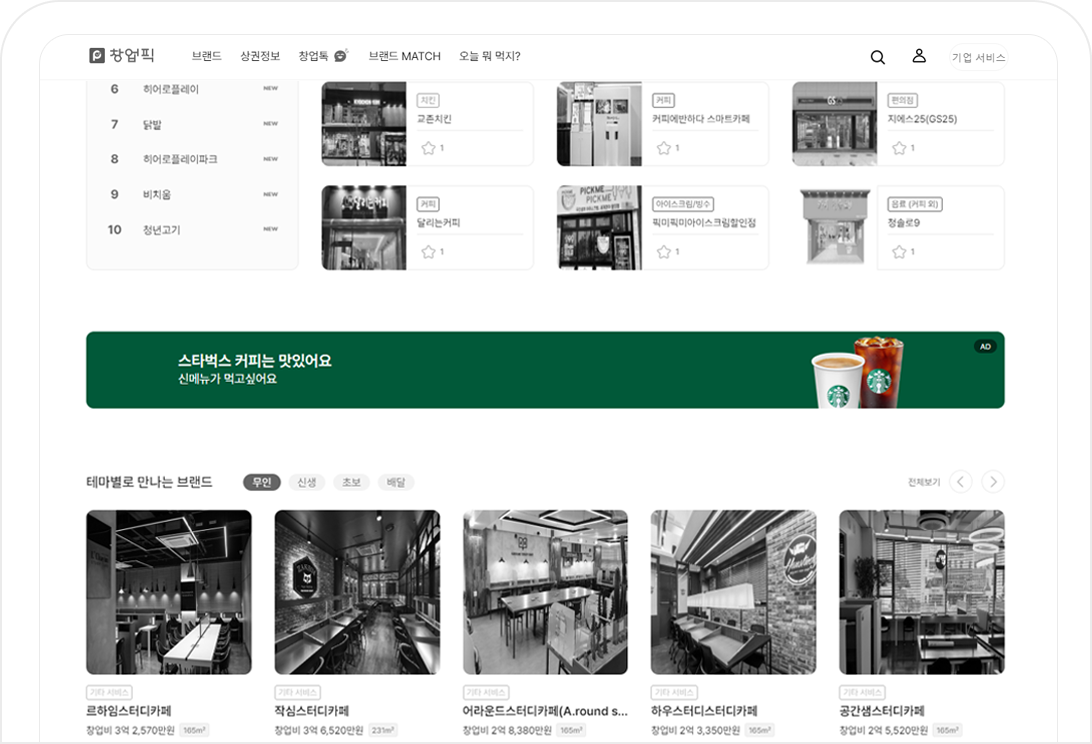 창업픽
브랜드
상권정보
창업톡
브랜드 MATCH
오늘 뭐 먹지?
기업 서비스
6 히어로플레이 NEW
7 닭발 NEW
8 히어로플레이파크 NEW
9 비치움 NEW
10 청년고기 NEW
치킨
교촌치킨
1
커피
커피에반하다 스마트카페
1
GS
편의점
지에스25(GS25)
1
커피
달리는커피
1
PICKME
PICKME
아이스크림/빙수
픽미픽미아이스크림할인점
1
음료 (커피 외)
정솔로9
1
스타벅스 커피는 맛있어요
신메뉴가 먹고싶어요
AD
테마별로 만나는 브랜드
무인
신생
초보
배달
전체보기
기타 서비스
르하임스터디카페
창업비 3억 2,570만원 165m²
기타 서비스
작심스터디카페
창업비 3억 6,520만원 231m²
기타 서비스
어라운드스터디카페(A.round s...
창업비 2억 8,380만원 165m²
기타 서비스
하우스터디스터디카페
창업비 2억 3,350만원 165m²
기타 서비스
공간샘스터디카페
창업비 2억 5,520만원 165m²